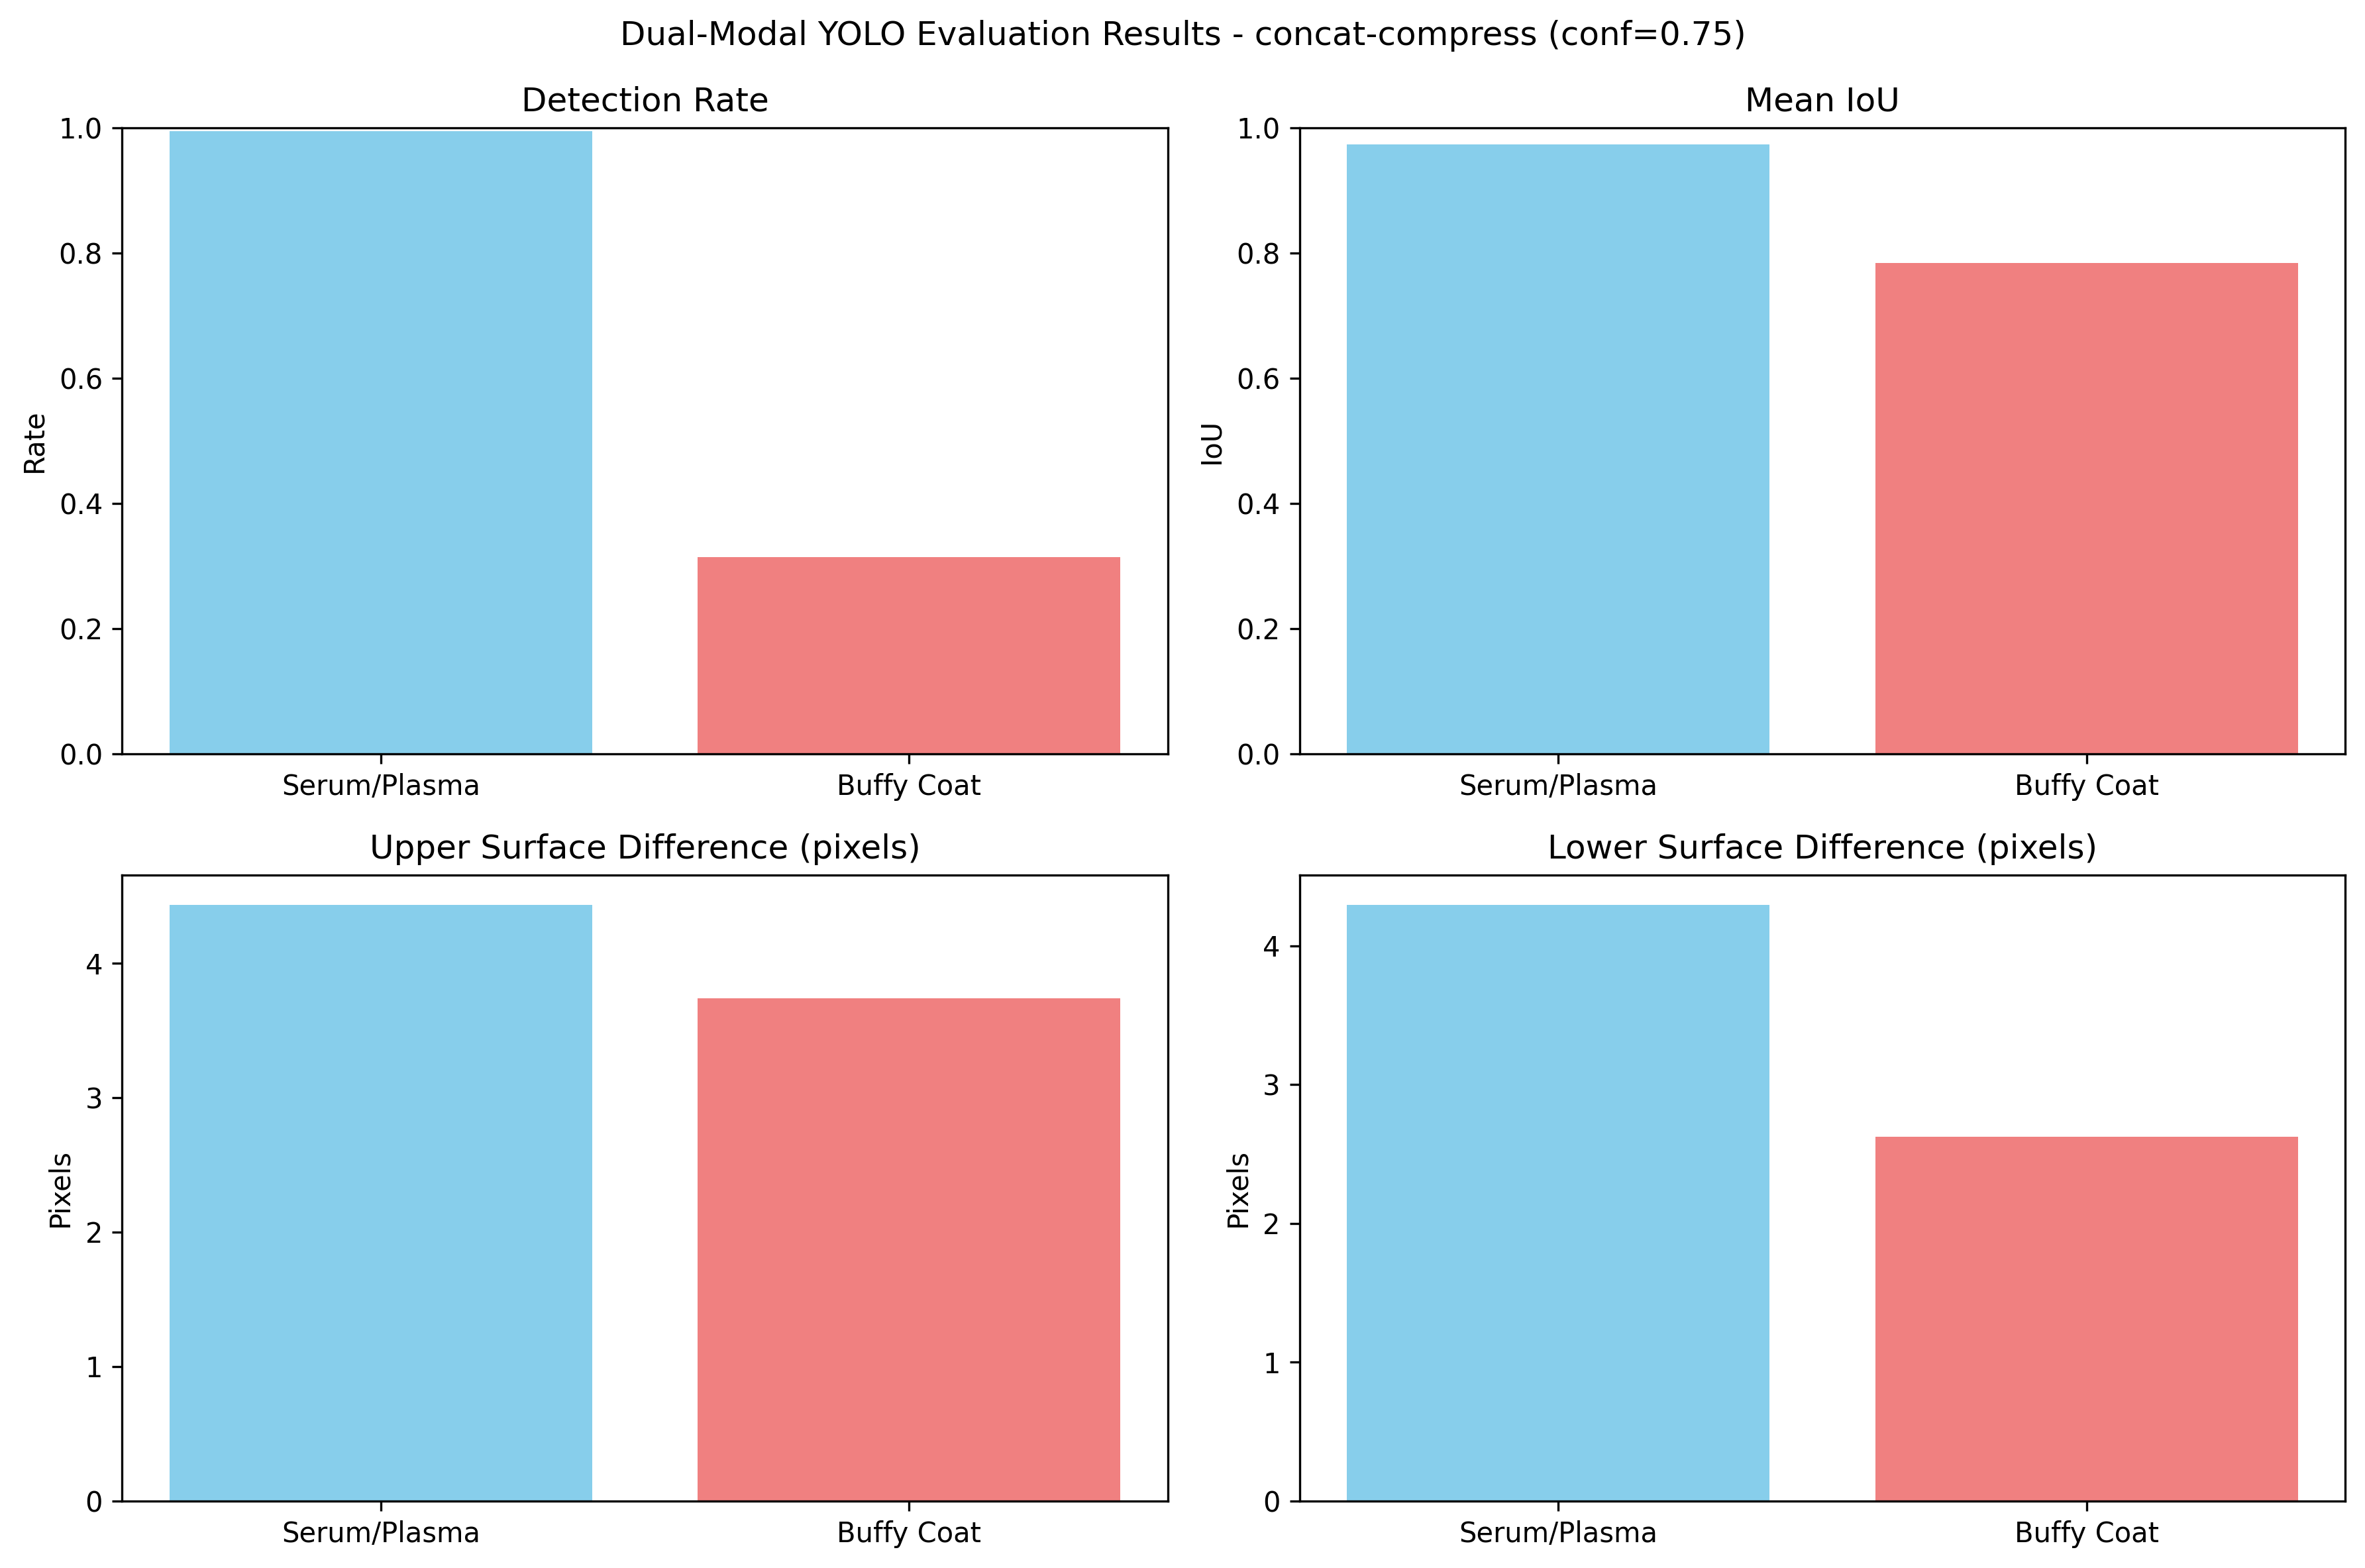 Dual-Modal YOLO Evaluation Results - concat-compress (conf=0.75)
Detection Rate
1.0
0.8
0.6
0.4
0.2
0.0
Rate
Serum/Plasma Buffy Coat
Mean IoU
1.0
0.8
0.6
0.4
0.2
0.0
IoU
Serum/Plasma Buffy Coat
Upper Surface Difference (pixels)
4
3
2
1
0
Pixels
Serum/Plasma Buffy Coat
Lower Surface Difference (pixels)
4
3
2
1
0
Pixels
Serum/Plasma Buffy Coat